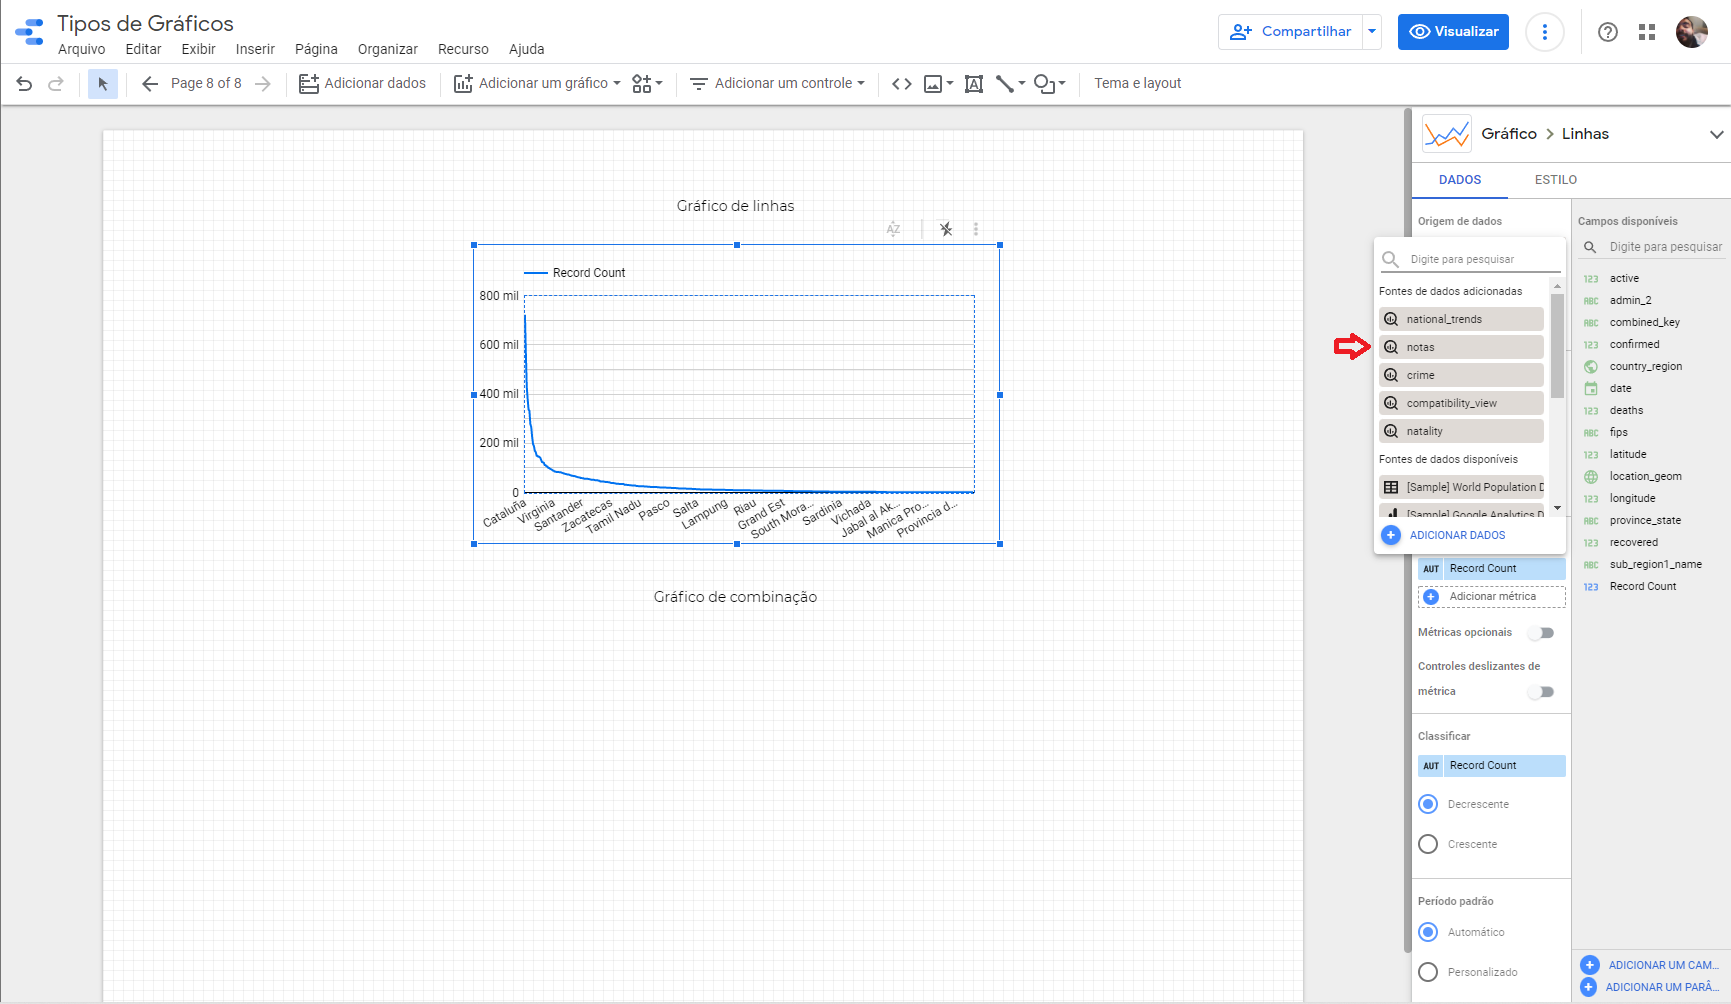 Tipos de Gráficos
Arquivo Editar Exibir Inserir Página Organizar Recurso Ajuda
Compartilhar
Visualizar
Page 8 of 8
Adicionar dados
Adicionar um gráfico
Adicionar um controle
Tema e layout
Gráfico de linhas
AZ
Record Count
800 mil
600 mil
400 mil
200 mil
0
Cataluña
Virginia
Santander
Zacatecas
Tamil Nadu
Pasco
Salta
Lampung
Riau
Grand Est
South Mora...
Sardinia
Vichada
Jabal al Ak...
Manica Pro...
Provincia d...
Gráfico de combinação
Gráfico > Linhas
DADOS ESTILO
Origem de dados
Digite para pesquisar
Fontes de dados adicionadas
national_trends
notas
crime
compatibility_view
natality
Fontes de dados disponíveis
[Sample] World Population D
[Sample] Google Analytics D
ADICIONAR DADOS
AUT Record Count
Adicionar métrica
Métricas opcionais
Controles deslizantes de
métrica
Classificar
AUT Record Count
Decrescente
Crescente
Período padrão
Automático
Personalizado
Campos disponíveis
Digite para pesquisar
123 active
ABC admin_2
ABC combined_key
123 confirmed
country_region
date
123 deaths
ABC fips
123 latitude
location_geom
123 longitude
ABC province_state
123 recovered
ABC sub_region1_name
123 Record Count
ADICIONAR UM CAM...
ADICIONAR UM PARÂ...